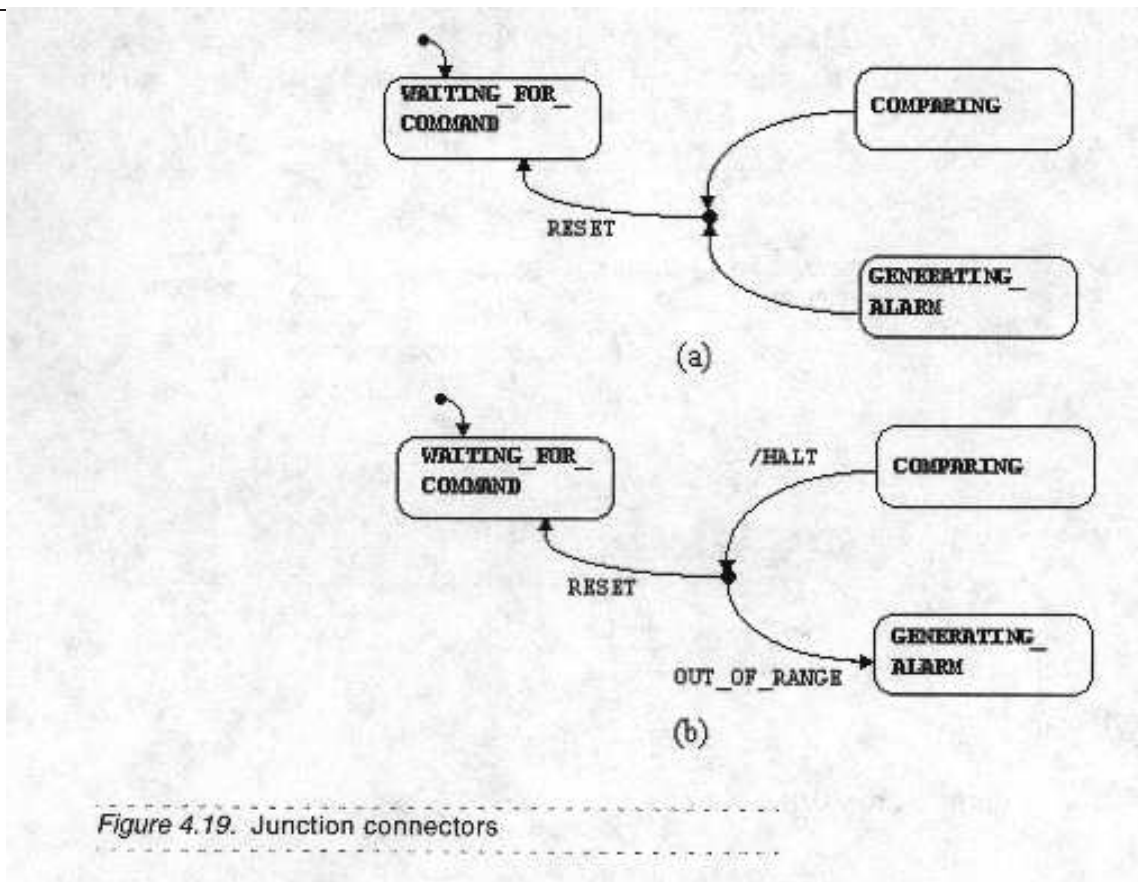 WAITING_FOR_
COMMAND
COMPARING
RESET
GENERATING_
ALARM
(a)
WAITING_FOR_
COMMAND
/HALT
COMPARING
RESET
GENERATING_
ALARM
OUT_OF_RANGE
(b)
Figure 4.19. Junction connectors